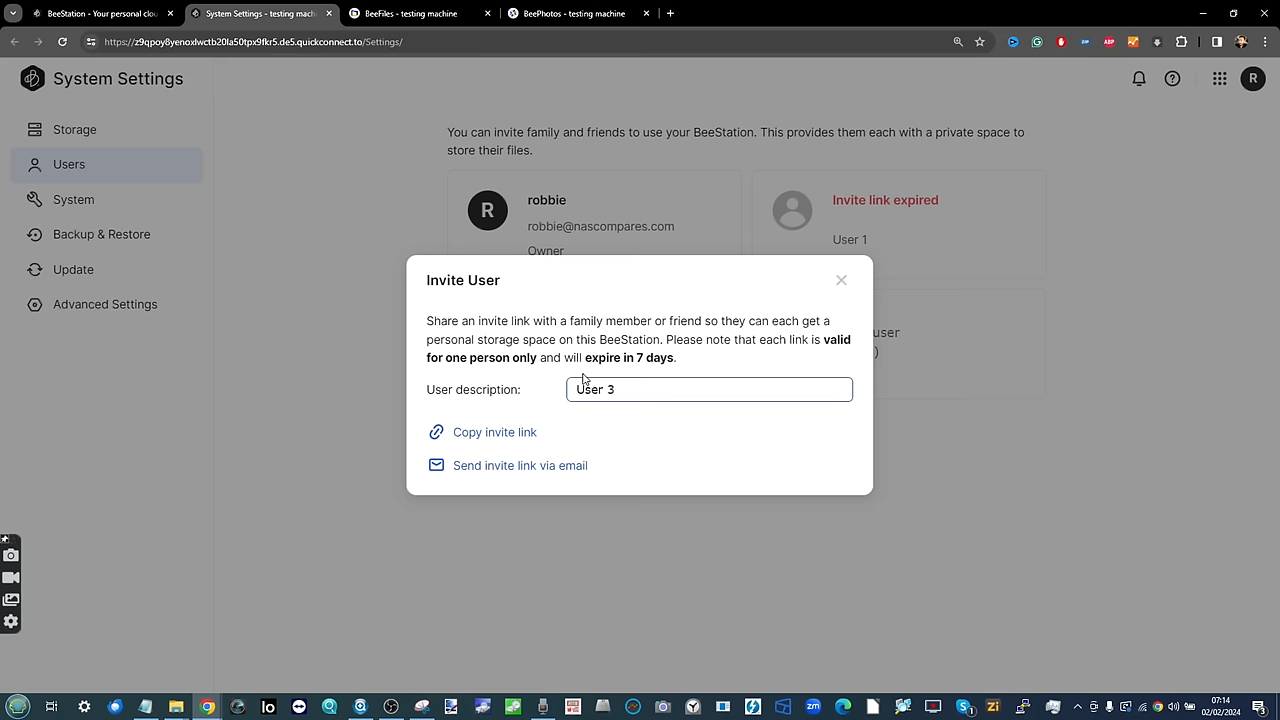 BeeStation - Your personal clou
System Settings - testing machi
BeeFiles - testing machine
BeePhotos - testing machine
https://z9qpoy8yenoxlwctb20la50tpx9fkr5.de5.quickconnect.to/Settings/
System Settings
R
Storage
Users
System
Backup & Restore
Update
Advanced Settings
You can invite family and friends to use your BeeStation. This provides them each with a private space to
store their files.
R
robbie
robbie@nascompares.com
Owner
Invite link expired
User 1
user
)
Invite User
Share an invite link with a family member or friend so they can each get a
personal storage space on this BeeStation. Please note that each link is valid
for one person only and will expire in 7 days.
User description:
User 3
Copy invite link
Send invite link via email
07:14
02/02/2024